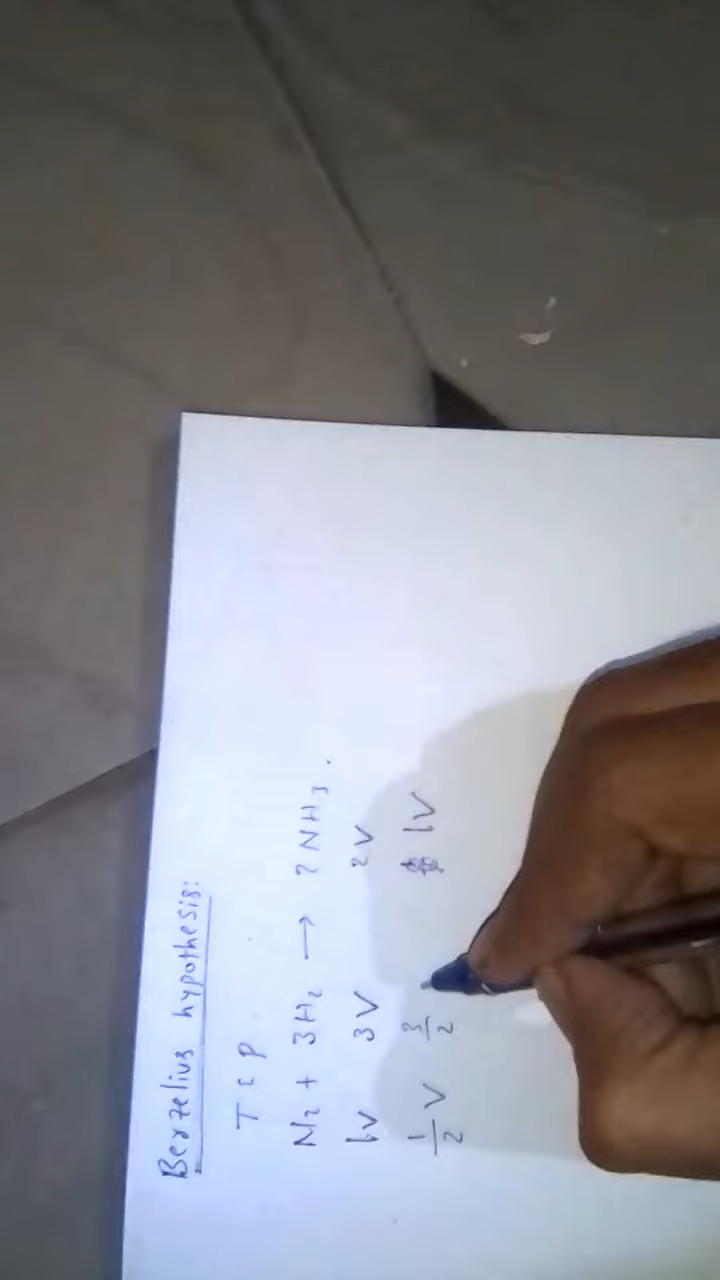 Berzelius hypothesis:
T & P
N2 + 3H2 → 2NH3.
1V 3V 2V
1/2 V 3/2 1V